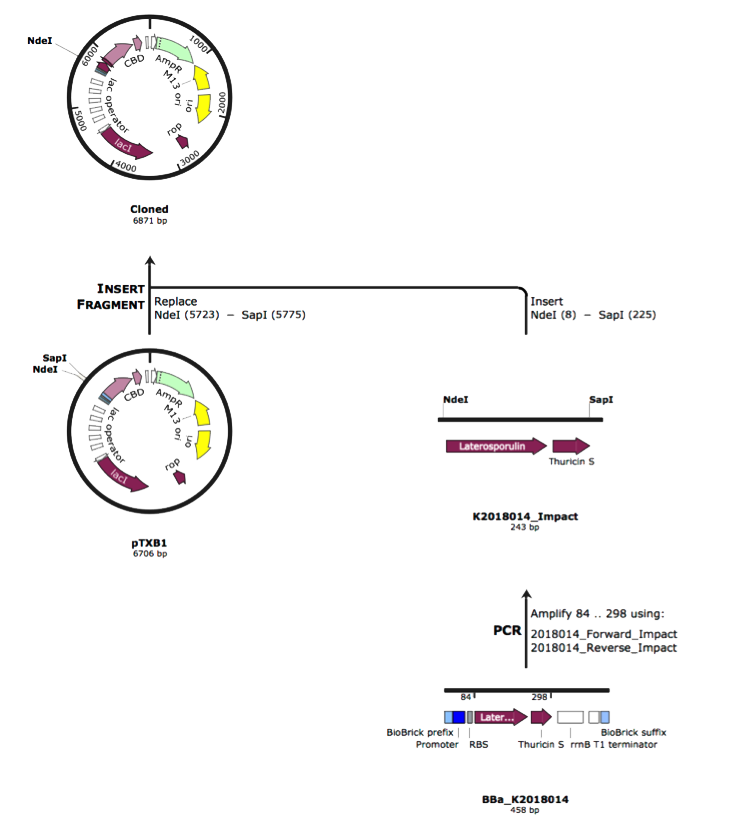 NdeI
6000
1000
2000
3000
4000
5000
CBD
AmpR
M13 ori
ori
rop
lac operator
lacI
Cloned
6871 bp
INSERT
FRAGMENT
Replace
NdeI (5723) – SapI (5775)
Insert
NdeI (8) – SapI (225)
SapI
NdeI
CBD
AmpR
M13 ori
ori
rop
lac operator
lacI
pTXB1
6706 bp
NdeI
SapI
Laterosporulin
Thuricin S
K2018014_Impact
243 bp
PCR
Amplify 84 .. 298 using:
2018014_Forward_Impact
2018014_Reverse_Impact
84
298
Later...
BioBrick prefix
BioBrick suffix
Promoter
RBS
Thuricin S
rrnB T1 terminator
BBa_K2018014
458 bp